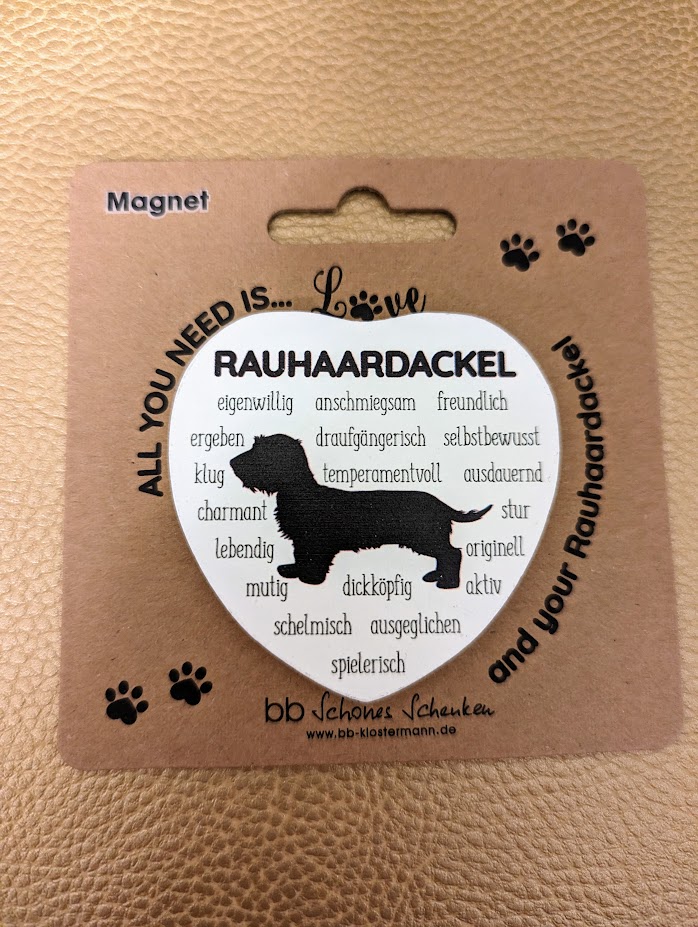 Magnet
ALL YOU NEED IS... Love
RAUHAARDACKEL
eigenwillig anschmiegsam freundlich
ergeben draufgängerisch selbstbewusst
klug temperamentvoll ausdauernd
charmant stur
lebendig originell
mutig dickköpfig aktiv
schelmisch ausgeglichen
spielerisch
and your Rauhaardackel
bb Schönes Schenken
www.bb-klostermann.de